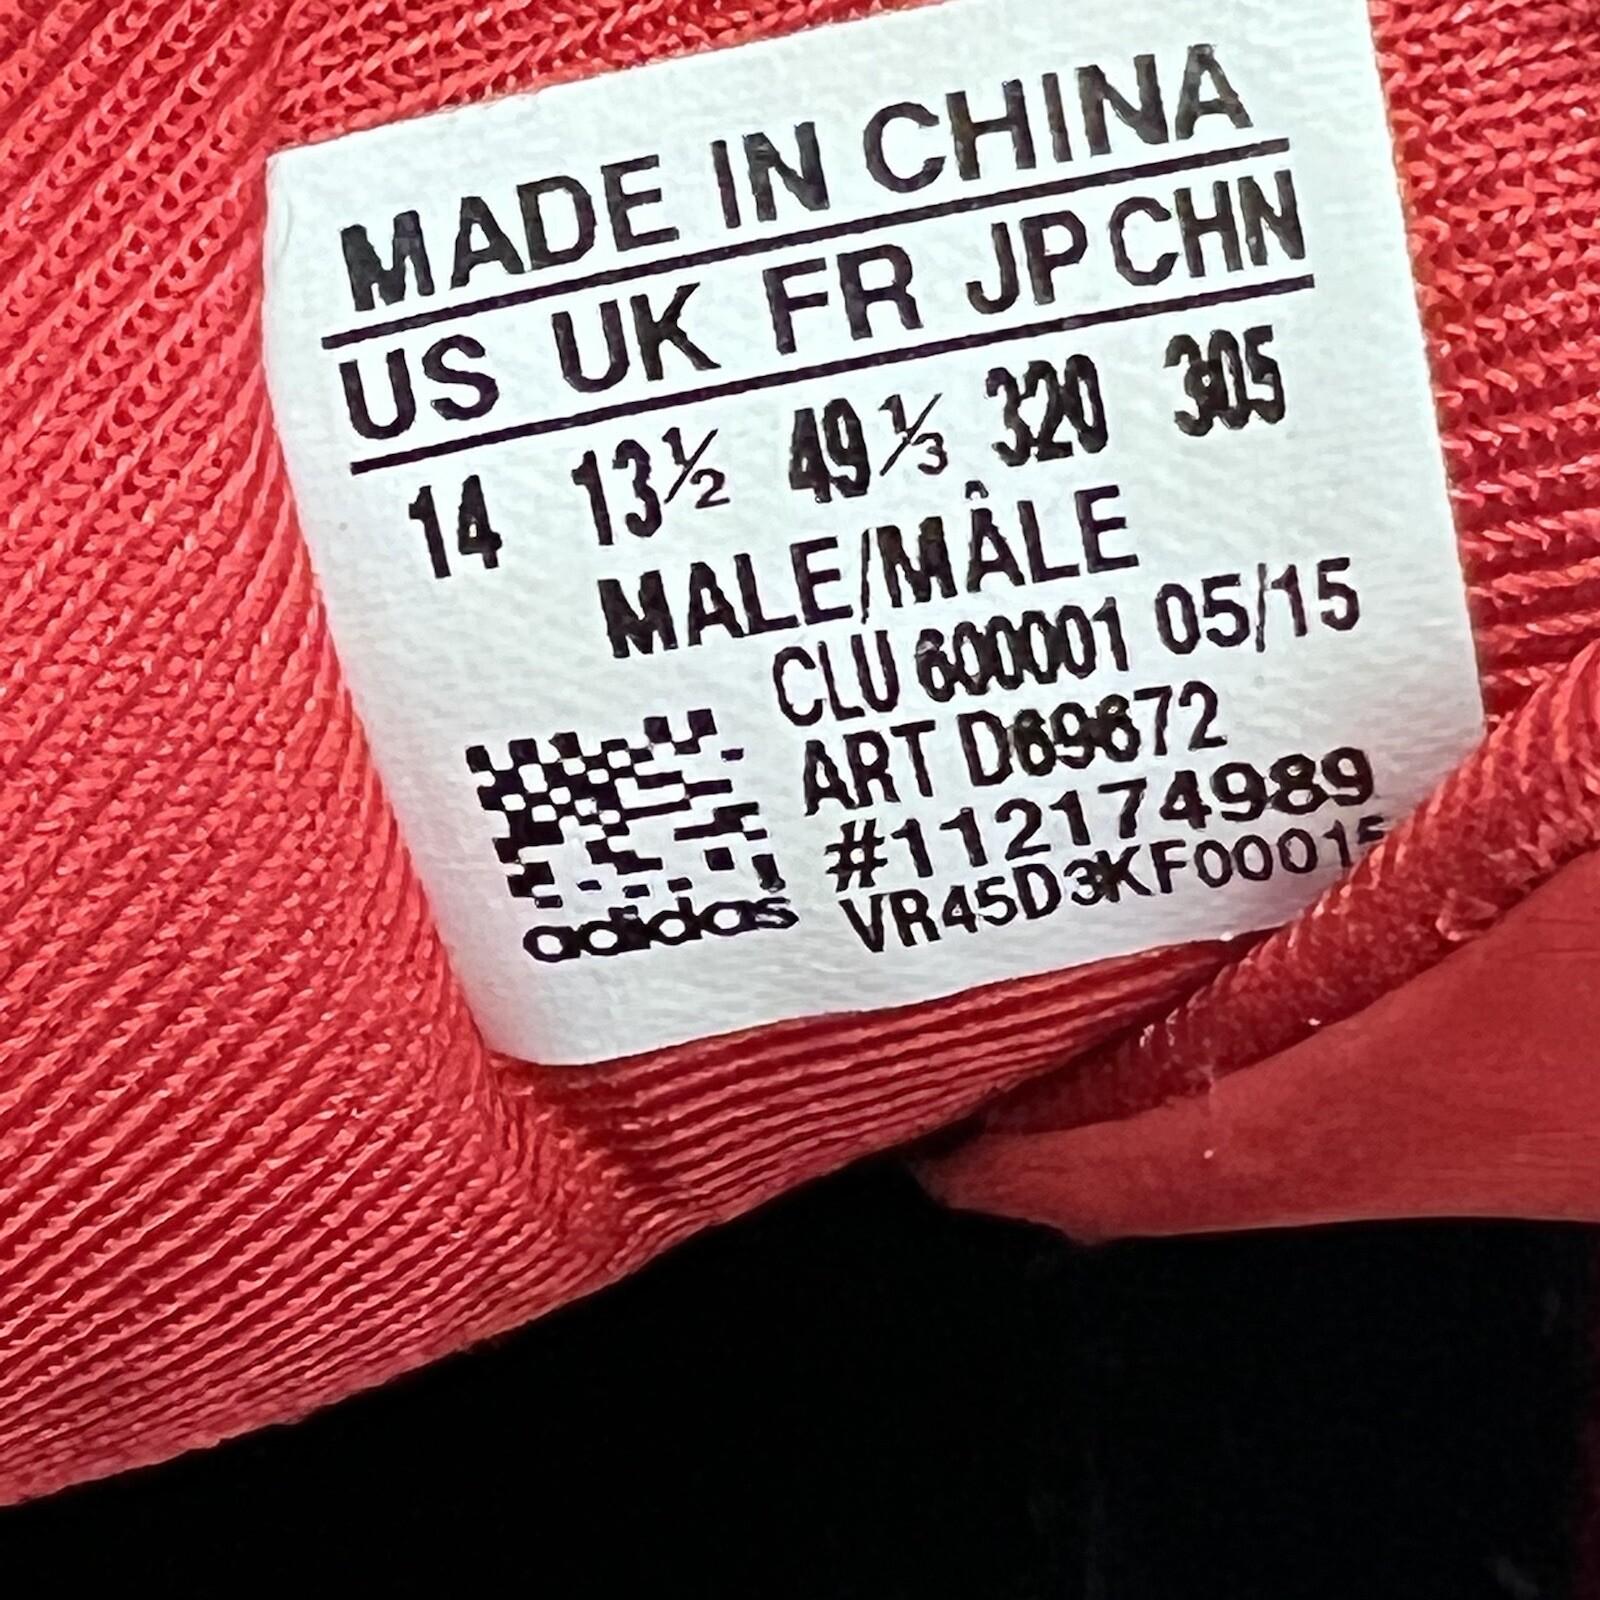 MADE IN CHINA
US UK FR JP CHN
14 13½ 49⅓ 320 305
MALE/MÂLE
CLU 600001 05/15
ART D69672
#112174989
adidas